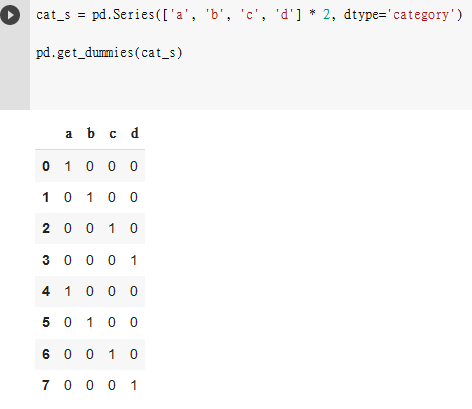 cat_s = pd.Series(['a', 'b', 'c', 'd'] * 2, dtype='category')
pd.get_dummies(cat_s)
a b c d
0 1 0 0 0
1 0 1 0 0
2 0 0 1 0
3 0 0 0 1
4 1 0 0 0
5 0 1 0 0
6 0 0 1 0
7 0 0 0 1